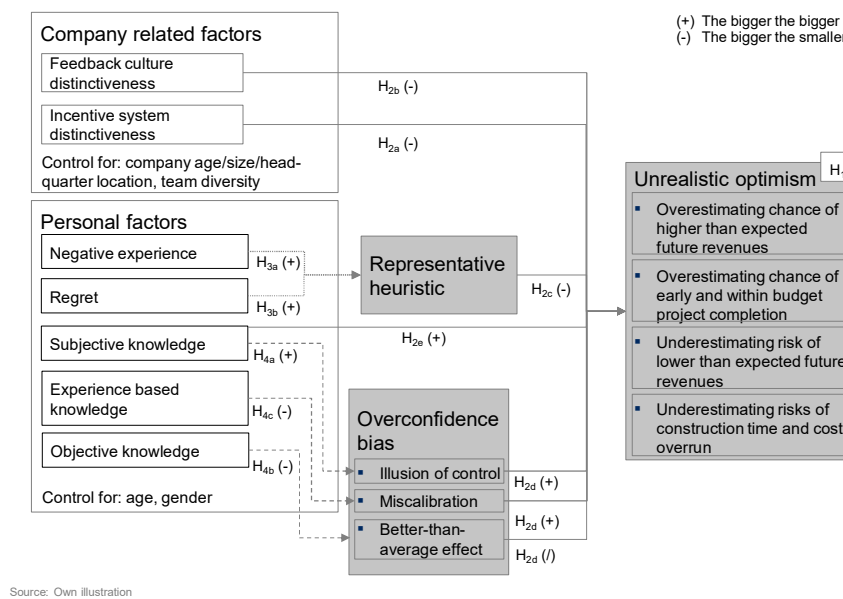 (+) The bigger the bigger
(-) The bigger the smaller
Company related factors
Feedback culture
distinctiveness
H2b (-)
Incentive system
distinctiveness
H2a (-)
Control for: company age/size/head-
quarter location, team diversity
Personal factors
Negative experience
H3a (+)
Regret
H3b (+)
Representative
heuristic
H2c (-)
Subjective knowledge
H2e (+)
H4a (+)
Experience based
knowledge
H4c (-)
Objective knowledge
H4b (-)
Control for: age, gender
Overconfidence
bias
Illusion of control
H2d (+)
Miscalibration
H2d (+)
Better-than-
average effect
H2d (/)
Unrealistic optimism
Overestimating chance of
higher than expected
future revenues
Overestimating chance of
early and within budget
project completion
Underestimating risk of
lower than expected future
revenues
Underestimating risks of
construction time and cost
overrun
Source: Own illustration